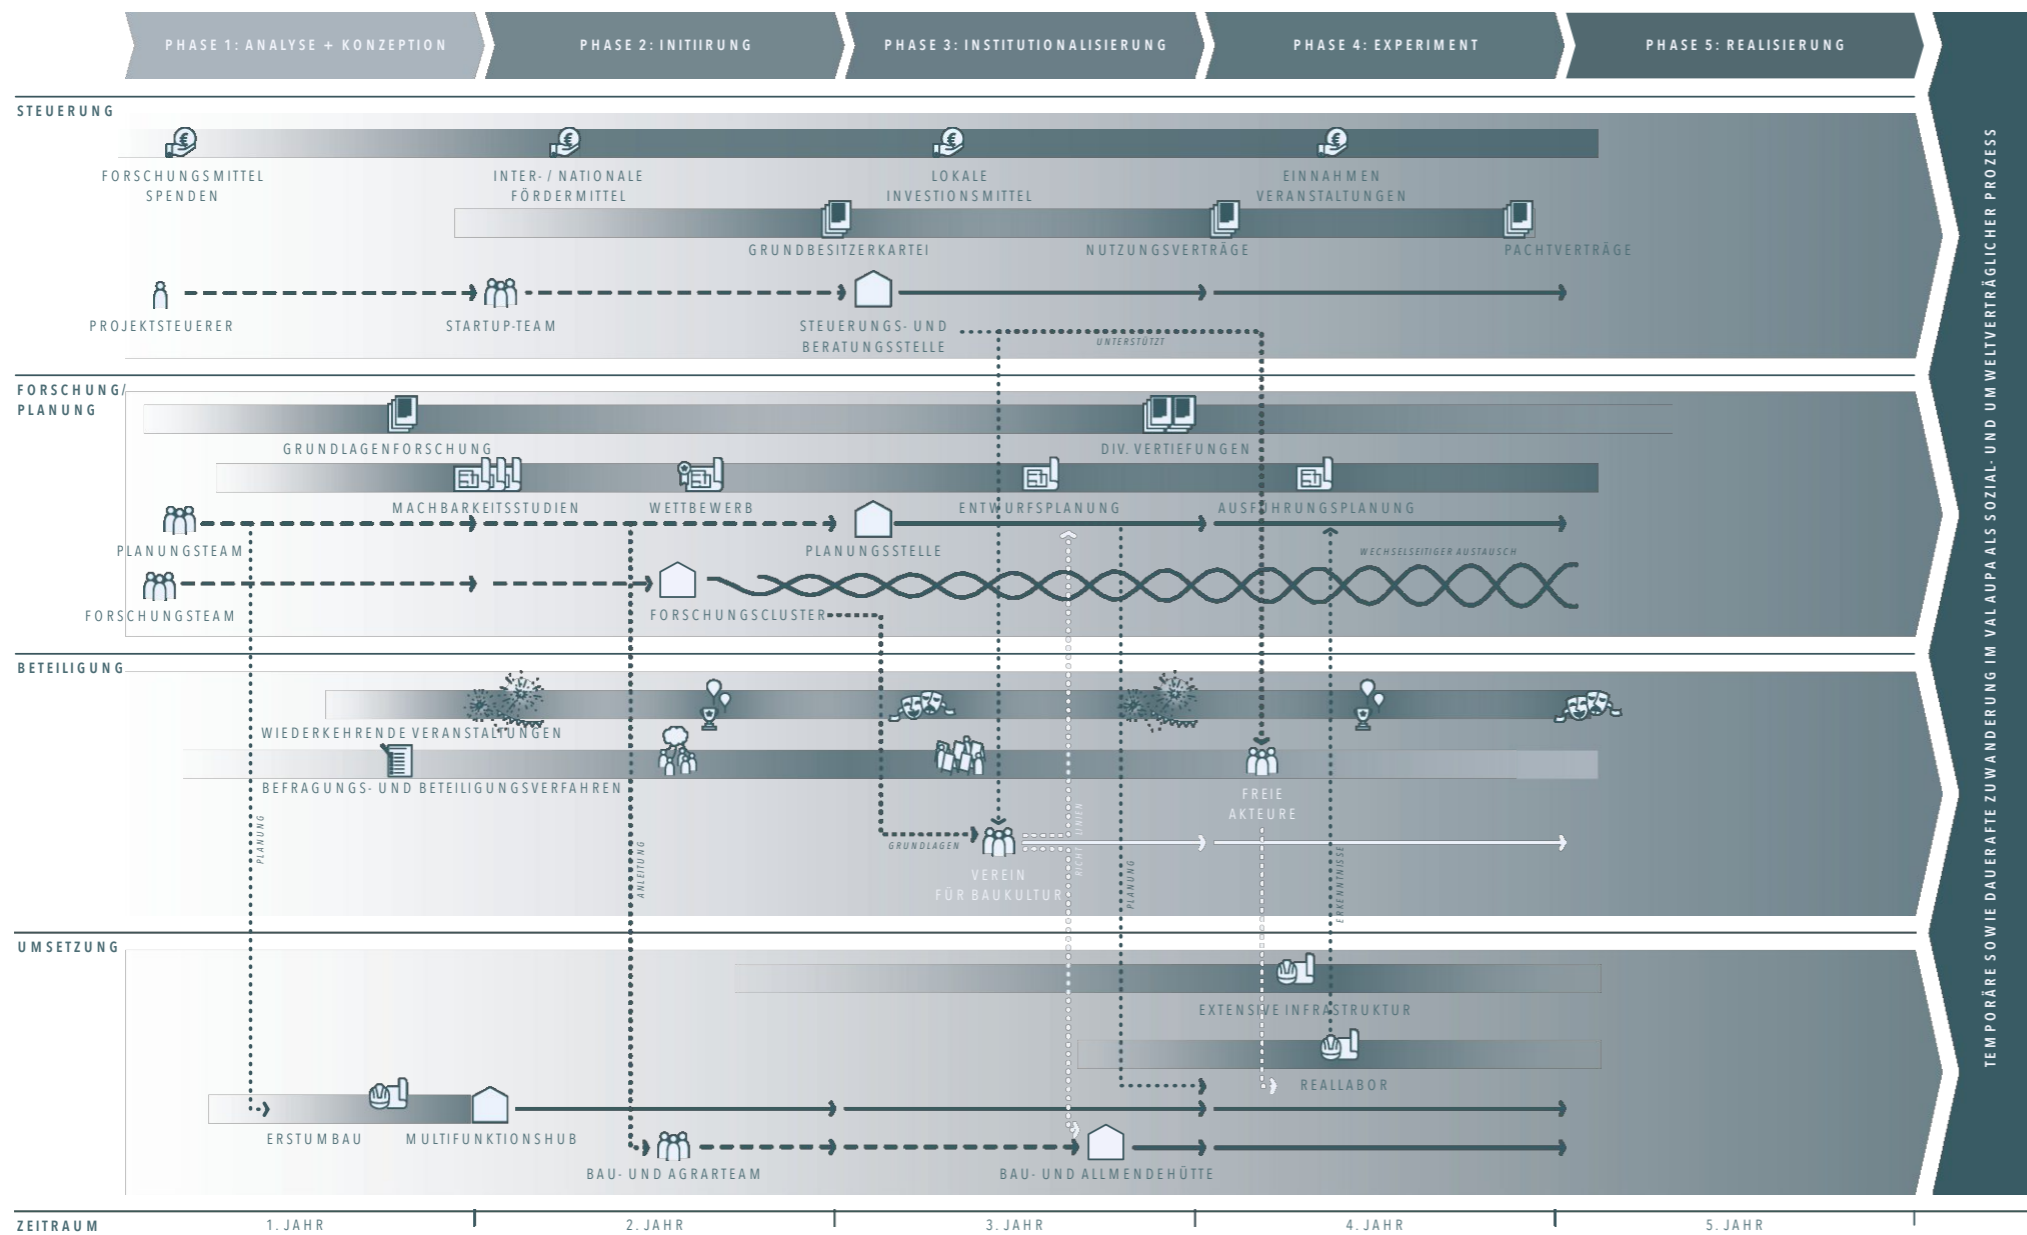 PHASE 1: ANALYSE + KONZEPTION
PHASE 2: INITIIRUNG
PHASE 3: INSTITUTIONALISIERUNG
PHASE 4: EXPERIMENT
PHASE 5: REALISIERUNG
STEUERUNG
FORSCHUNGSMITTEL
SPENDEN
INTER- / NATIONALE
FÖRDERMITTEL
LOKALE
INVESTIONSMITTEL
EINNAHMEN
VERANSTALTUNGEN
GRUNDBESITZERKARTEI
NUTZUNGSVERTRÄGE
PACHTVERTRÄGE
PROJEKTSTEUERER
STARTUP-TEAM
STEUERUNGS- UND
BERATUNGSSTELLE
UNTERSTÜTZT
FORSCHUNG/
PLANUNG
GRUNDLAGENFORSCHUNG
DIV. VERTIEFUNGEN
MACHBARKEITSSTUDIEN
WETTBEWERB
ENTWURFSPLANUNG
AUSFÜHRUNGSPLANUNG
PLANUNGSTEAM
PLANUNGSSTELLE
WECHSELSEITIGER AUSTAUSCH
FORSCHUNGSTEAM
FORSCHUNGSCLUSTER
BETEILIGUNG
WIEDERKEHRENDE VERANSTALTUNGEN
BEFRAGUNGS- UND BETEILIGUNGSVERFAHREN
FREIE
AKTEURE
PLANUNG
ANLEITUNG
GRUNDLAGEN
RICHT LINIEN
PLANUNG
ERKENNTNISSE
VEREIN
FÜR BAUKULTUR
UMSETZUNG
EXTENSIVE INFRASTRUKTUR
REALLABOR
ERSTUMBAU
MULTIFUNKTIONSHUB
BAU- UND AGRARTEAM
BAU- UND ALLMENDEHÜTTE
ZEITRAUM
1. JAHR
2. JAHR
3. JAHR
4. JAHR
5. JAHR
TEMPORÄRE SOWIE DAUERAFTE ZUWANDERUNG IM VAL AUPA ALS SOZIAL- UND UMWELTVERTRÄGLICHER PROZESS